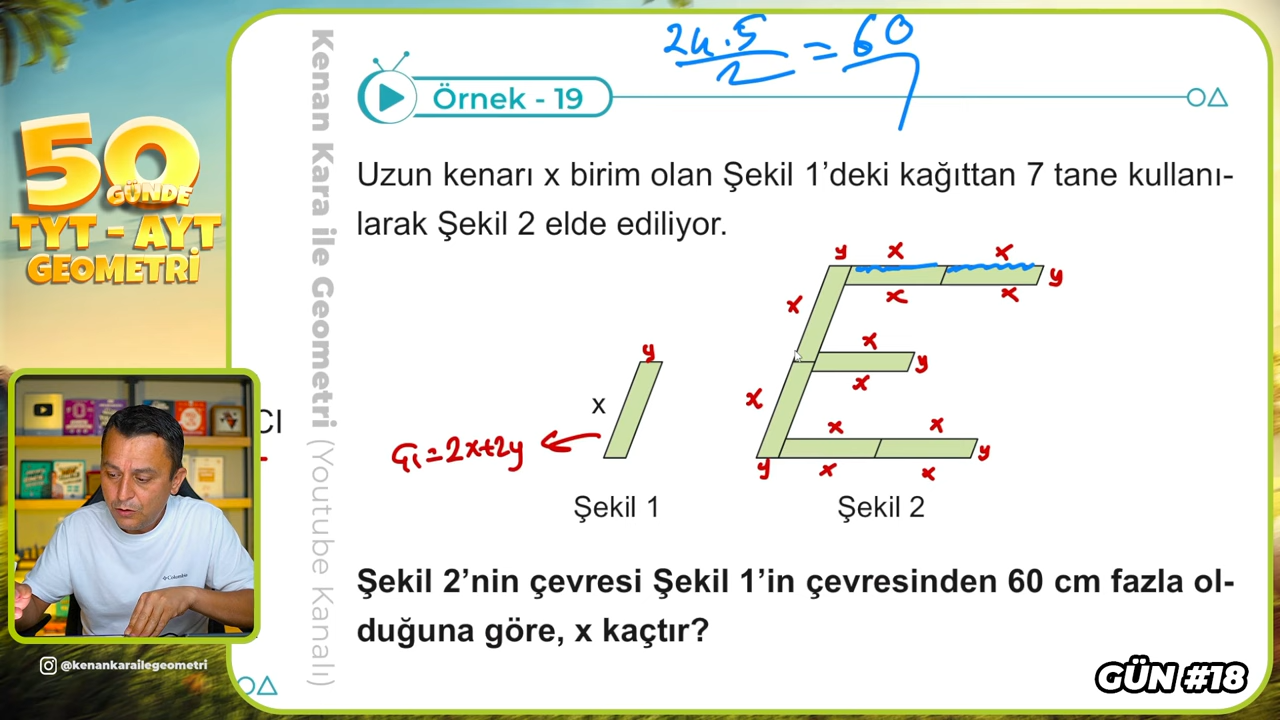 24.5/2 = 60
Örnek - 19
Kenan Kara ile Geometri (Youtube Kanalı)
50
GÜNDE
TYT - AYT
GEOMETRİ
Uzun kenarı x birim olan Şekil 1’deki kağıttan 7 tane kullanı-
larak Şekil 2 elde ediliyor.
y x x
y
x x x
x
y
x
x
x
x x
y
y x x
y
x
Ç₁=2x+2y
Şekil 1
Şekil 2
CI
Şekil 2’nin çevresi Şekil 1’in çevresinden 60 cm fazla ol-
duğuna göre, x kaçtır?
Columbia
@kenankarailegeometri
GÜN #18